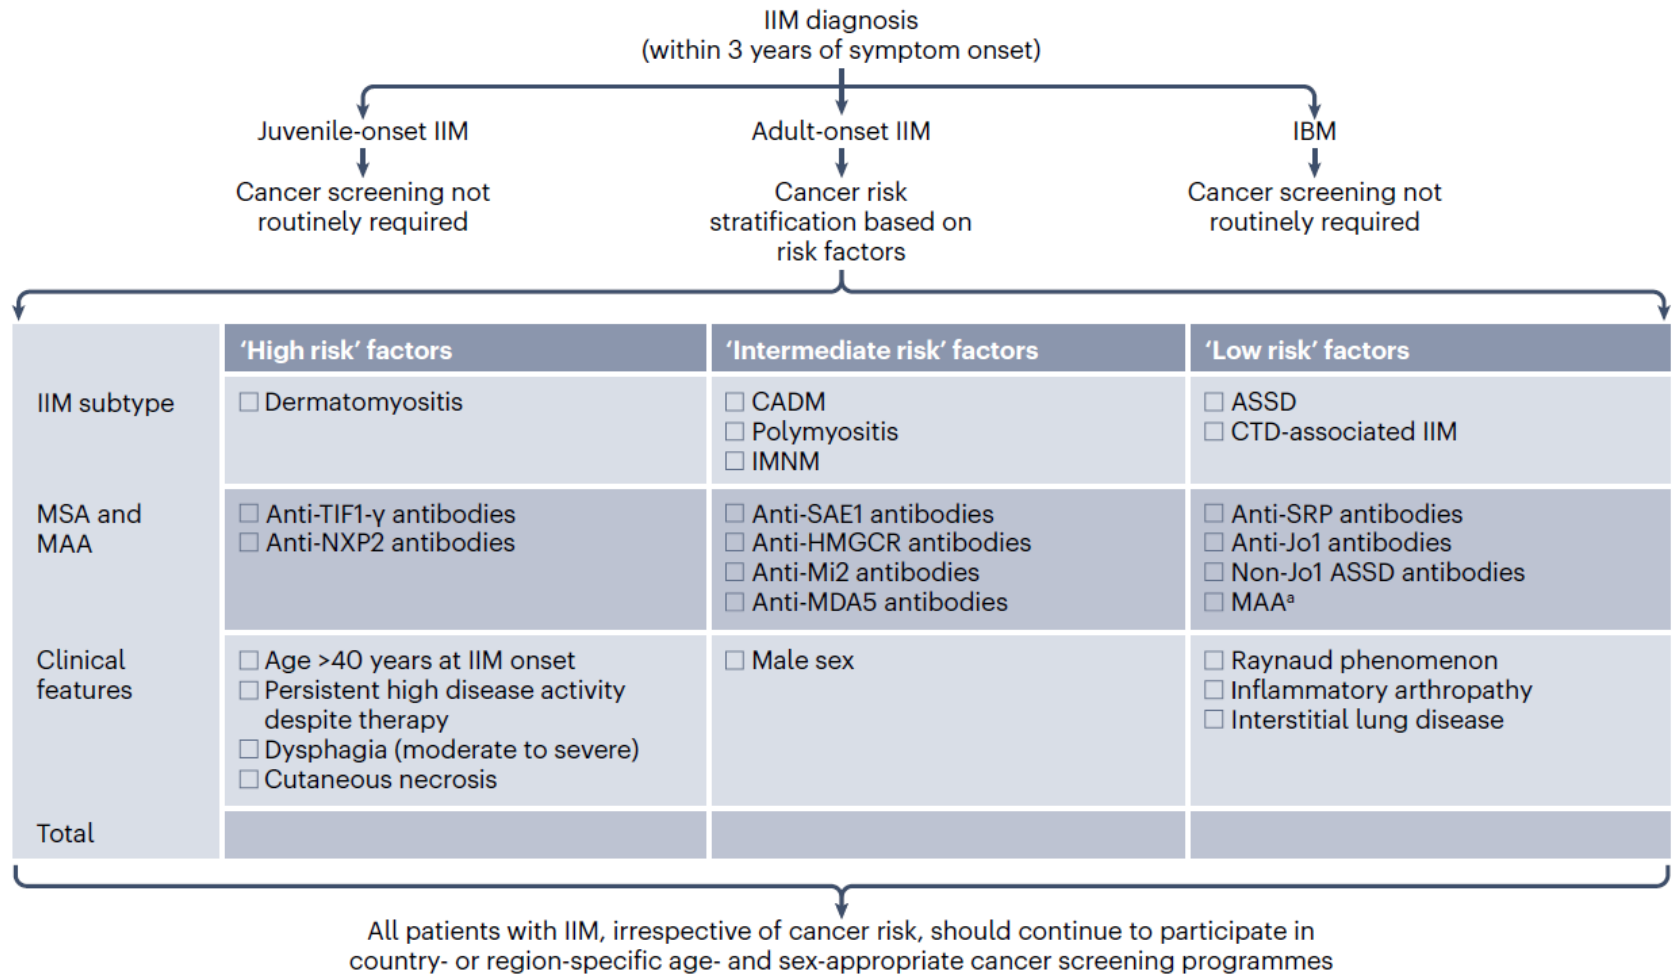 IIM diagnosis
(within 3 years of symptom onset)
Juvenile-onset IIM
Adult-onset IIM
IBM
Cancer screening not
routinely required
Cancer risk
stratification based on
risk factors
Cancer screening not
routinely required
‘High risk’ factors
‘Intermediate risk’ factors
‘Low risk’ factors
IIM subtype
☐ Dermatomyositis
☐ CADM
☐ Polymyositis
☐ IMNM
☐ ASSD
☐ CTD-associated IIM
MSA and
MAA
☐ Anti-TIF1-γ antibodies
☐ Anti-NXP2 antibodies
☐ Anti-SAE1 antibodies
☐ Anti-HMGCR antibodies
☐ Anti-Mi2 antibodies
☐ Anti-MDA5 antibodies
☐ Anti-SRP antibodies
☐ Anti-Jo1 antibodies
☐ Non-Jo1 ASSD antibodies
☐ MAAᵃ
Clinical
features
☐ Age >40 years at IIM onset
☐ Persistent high disease activity
despite therapy
☐ Dysphagia (moderate to severe)
☐ Cutaneous necrosis
☐ Male sex
☐ Raynaud phenomenon
☐ Inflammatory arthropathy
☐ Interstitial lung disease
Total
All patients with IIM, irrespective of cancer risk, should continue to participate in
country- or region-specific age- and sex-appropriate cancer screening programmes